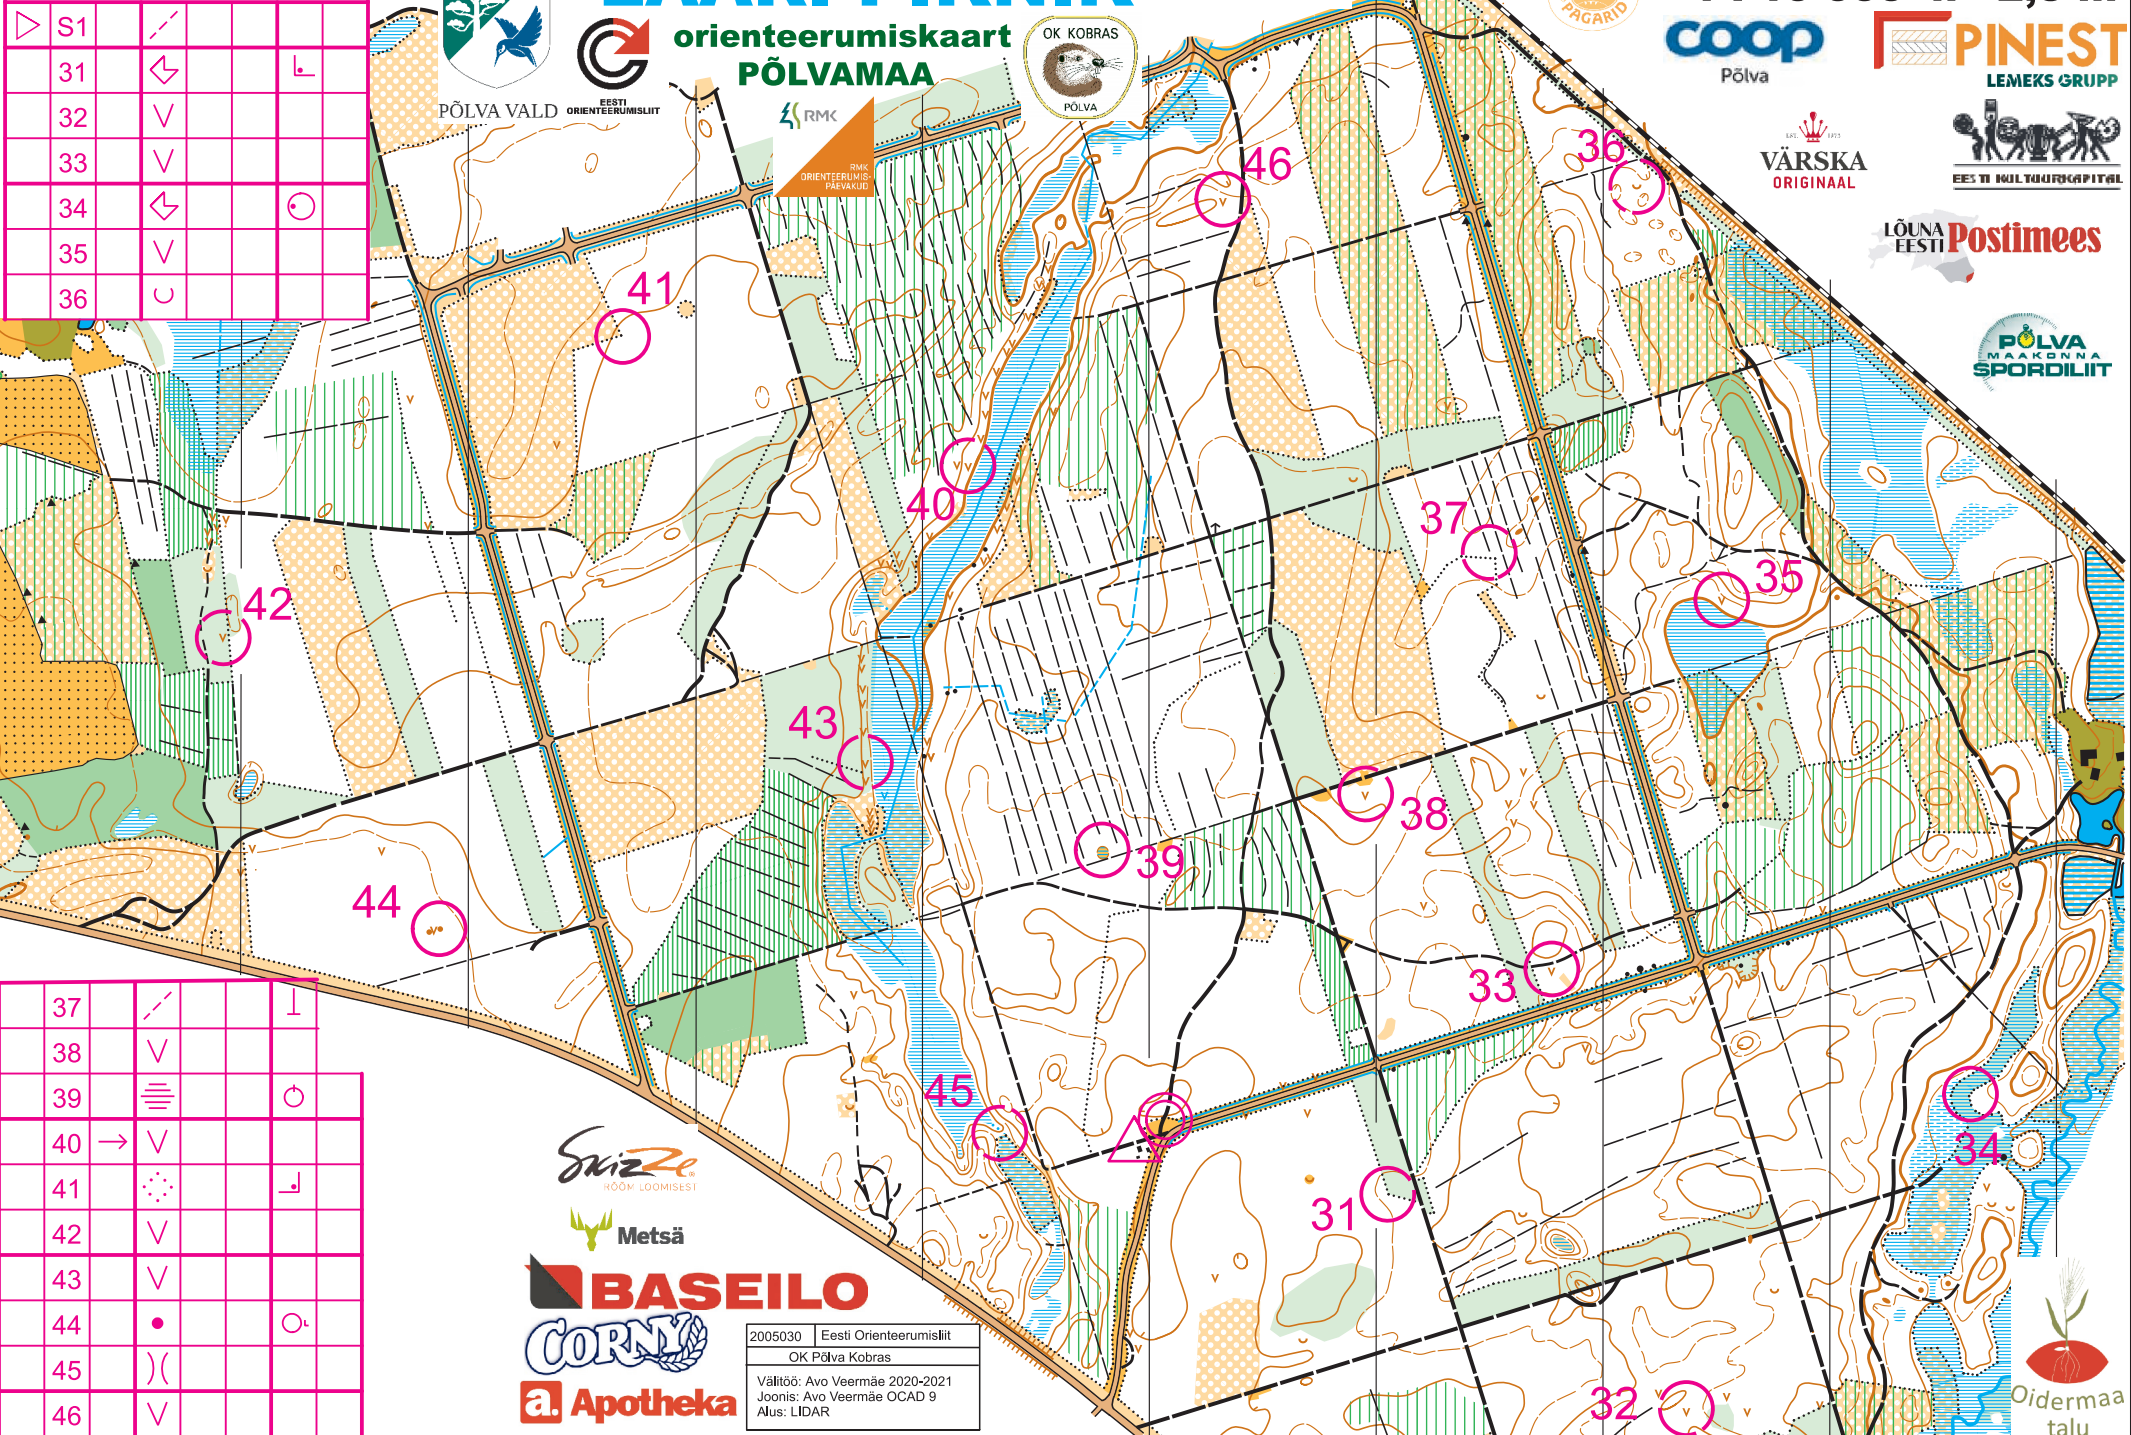 S1
31
32
33
34
35
36
PÕLVA VALD
EESTI
ORIENTEERUMISLIIT
orienteerumiskaart
PÕLVAMAA
RMK
RMK
ORIENTEERUMIS-
PÄEVAKUD
OK KOBRAS
PÕLVA
PAGARID
coop
Põlva
PINEST
LEMEKS GRUPP
VÄRSKA
ORIGINAAL
EESTI KULTUURKAPITAL
LÕUNA
EESTI Postimees
PÕLVA
MAAKONNA
SPORDILIIT
46
36
41
40
37
35
42
43
38
39
44
33
45
34
31
32
37
38
39
40
41
42
43
44
45
46
Skizze
RÕÕM LOOMISEST
Metsä
BASEILO
CORNY
a. Apotheka
2005030 Eesti Orienteerumisliit
OK Põlva Kobras
Välitöö: Avo Veermäe 2020-2021
Joonis: Avo Veermäe OCAD 9
Alus: LIDAR
Oidermaa
talu